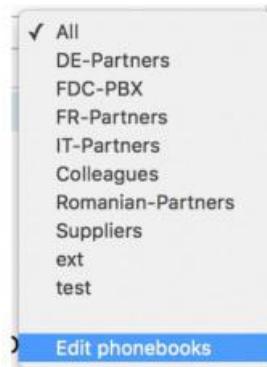 ✓ All
DE-Partners
FDC-PBX
FR-Partners
IT-Partners
Colleagues
Romanian-Partners
Suppliers
ext
test
Edit phonebooks